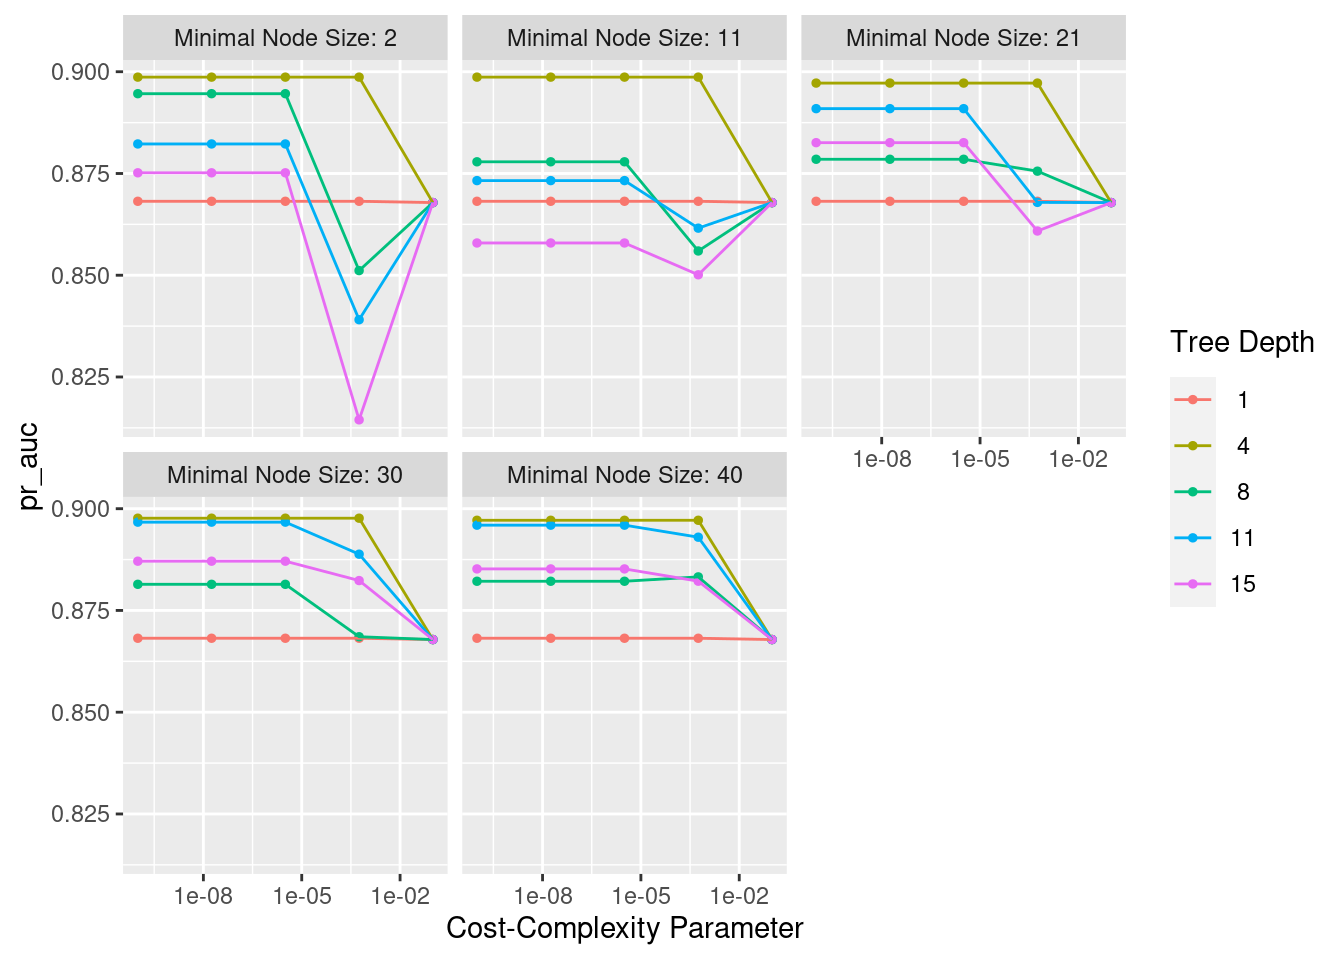 Minimal Node Size: 2
Minimal Node Size: 11
Minimal Node Size: 21
0.900
0.875
0.850
0.825
1e-08
1e-05
1e-02
Minimal Node Size: 30
Minimal Node Size: 40
0.900
0.875
0.850
0.825
1e-08
1e-05
1e-02
1e-08
1e-05
1e-02
Cost-Complexity Parameter
pr_auc
Tree Depth
1
4
8
11
15